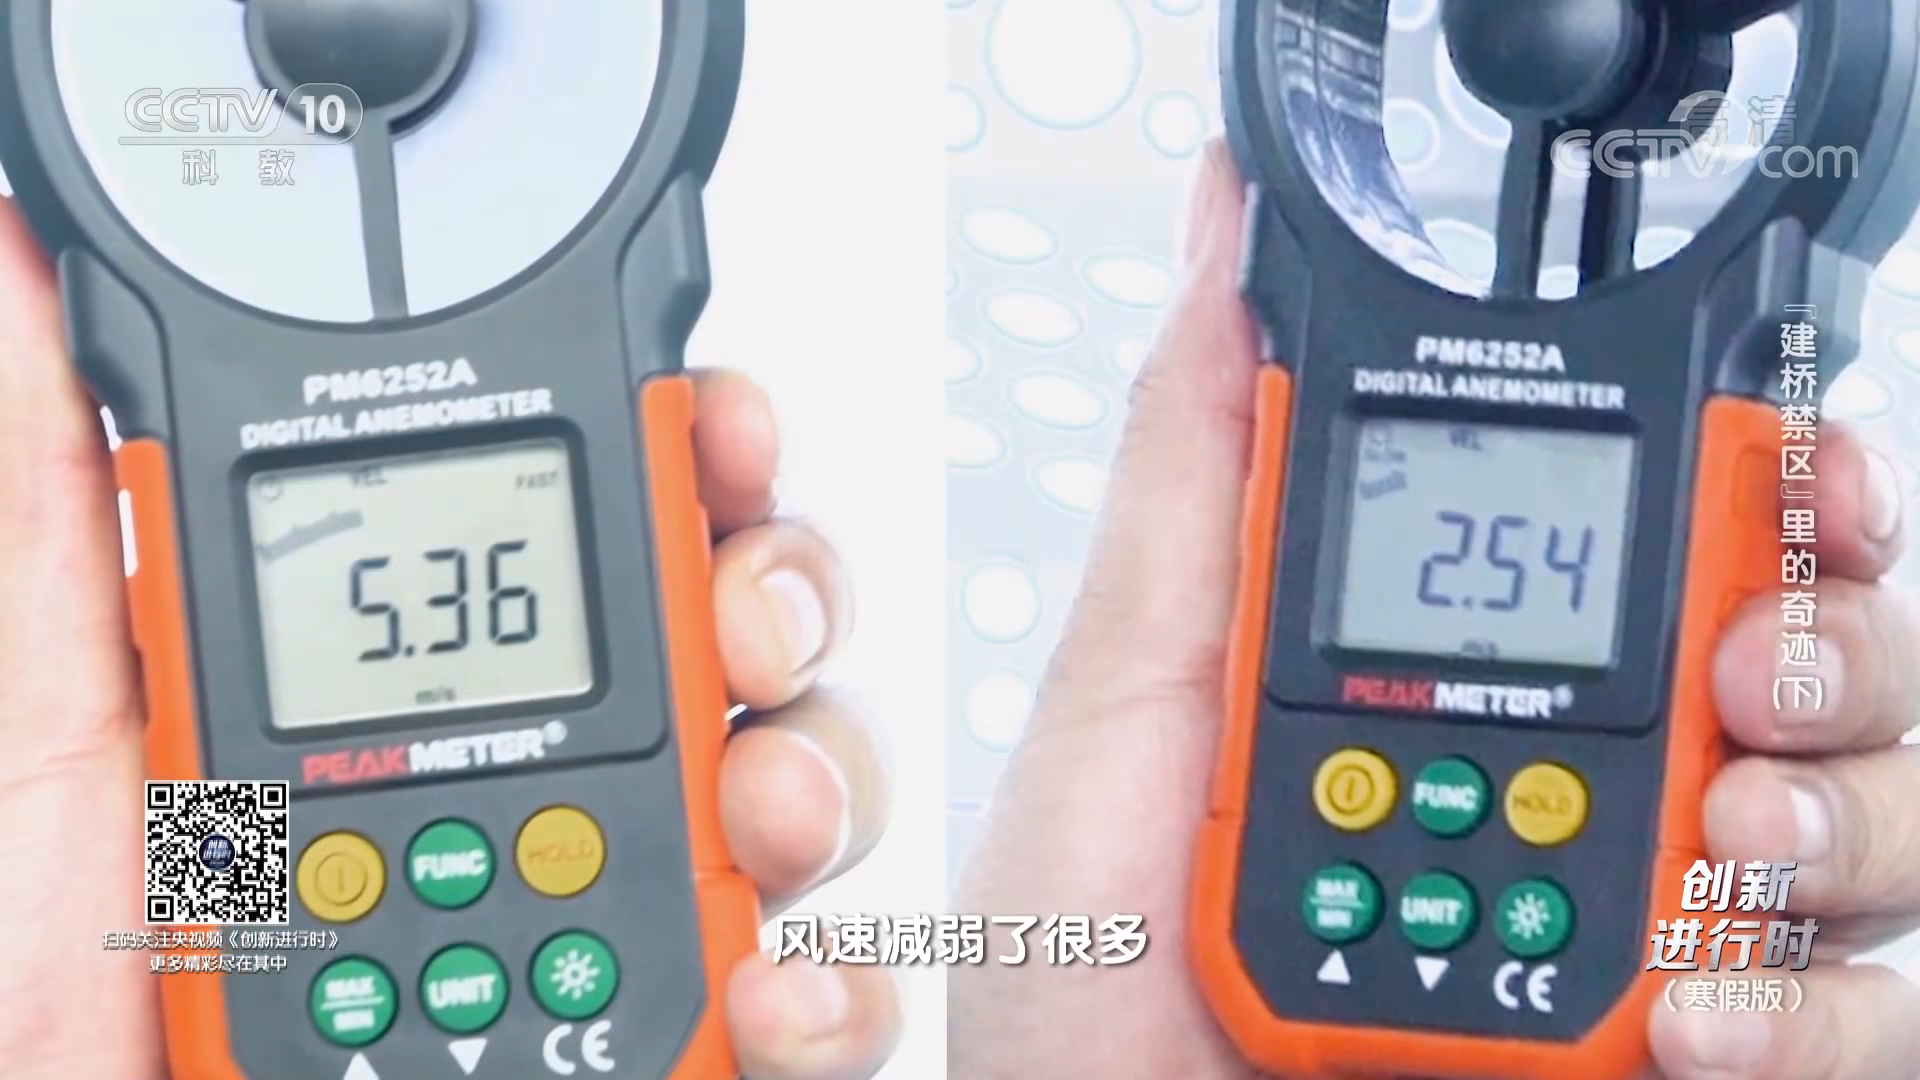 CCTV 10
科教
高清
CCTV com
PM6252A
DIGITAL ANEMOMETER
VEL
FAST
5.36
m/s
PEAKMETER®
FUNC
HOLD
MAX
MIN
UNIT
CE
PM6252A
DIGITAL ANEMOMETER
VEL
2.54
m/s
PEAKMETER®
FUNC
HOLD
MAX
MIN
UNIT
CE
『建桥禁区』里的奇迹(下)
扫码关注央视频《创新进行时》
更多精彩尽在其中
风速减弱了很多
创新
进行时
（寒假版）